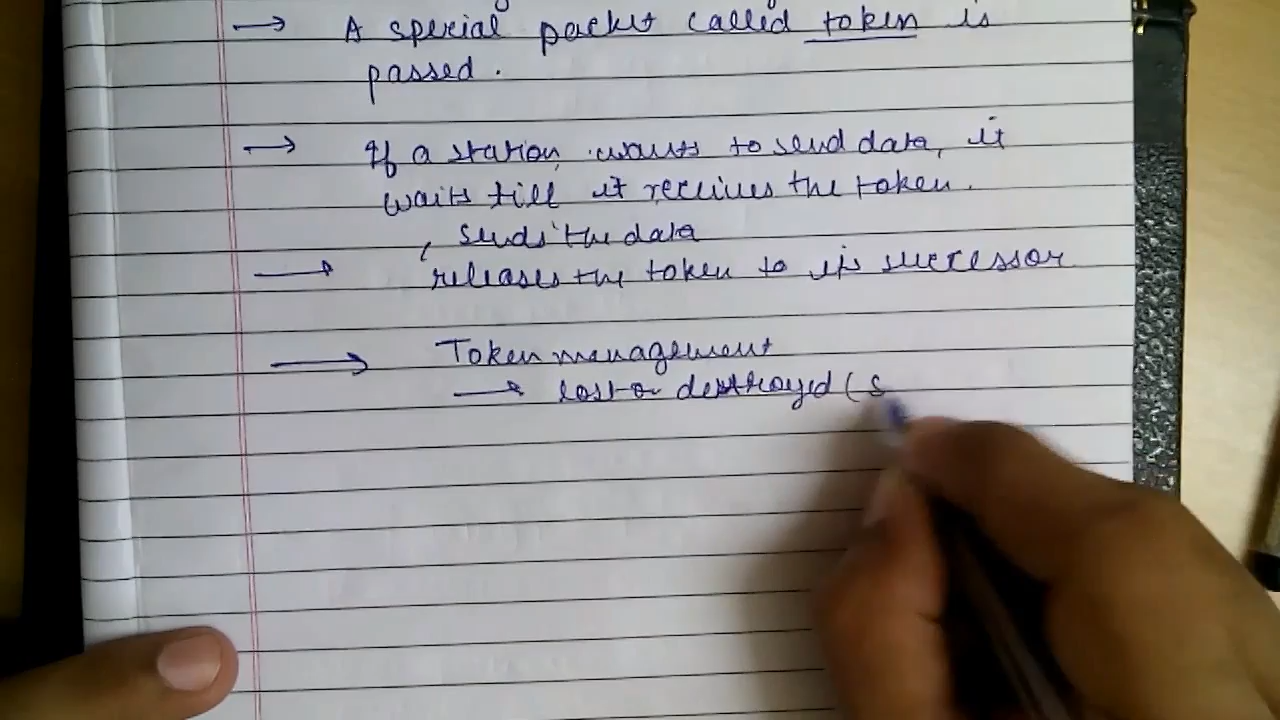 → A special packet called token is
passed.
→ If a station wants to send data, it
waits till it receives the token.
, sends the data
→ releases the token to its successor
→ Token management
→ lost or destroyed (s